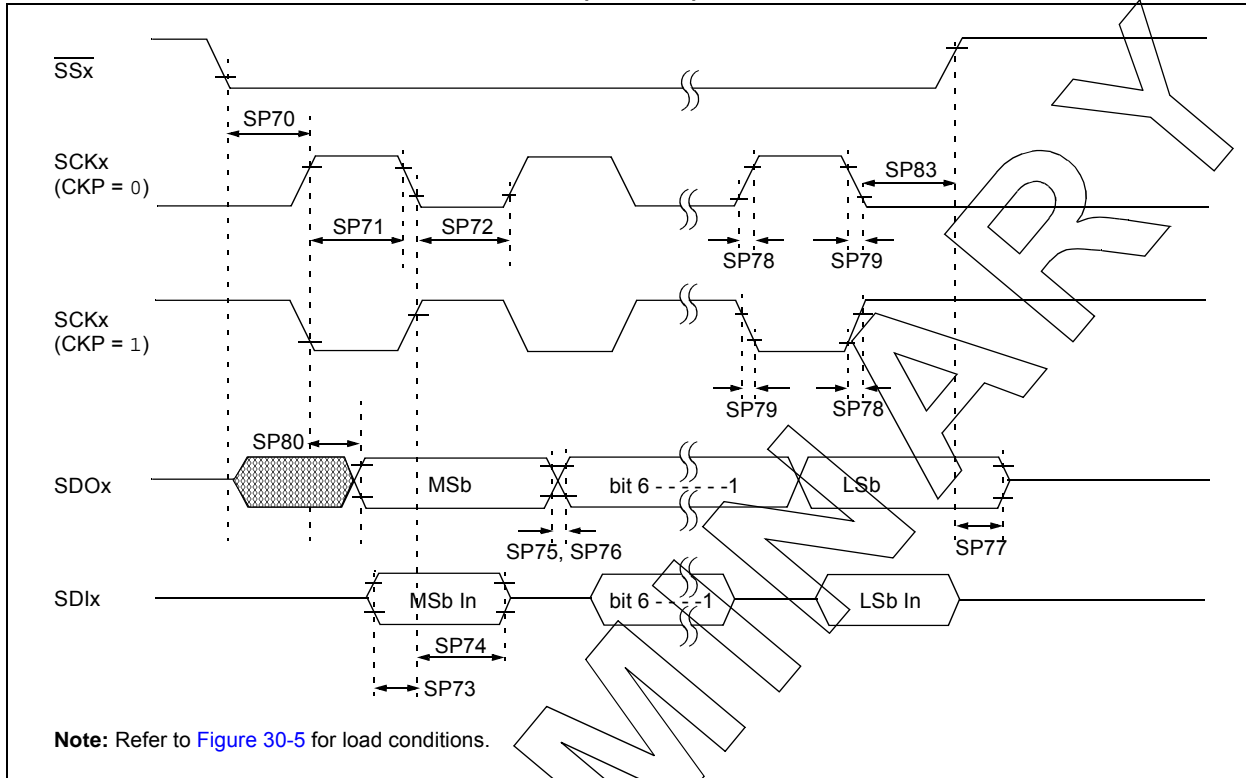 SSx
SP70
SCKx
(CKP = 0)
SP83
SP71
SP72
SP78
SP79
SCKx
(CKP = 1)
SP79
SP78
SP80
SDOx
MSb
bit 6 - - - - - -1
LSb
SP75, SP76
SP77
SDIx
MSb In
bit 6 - - - -1
LSb In
SP74
SP73
Note: Refer to Figure 30-5 for load conditions.
M I N A R Y